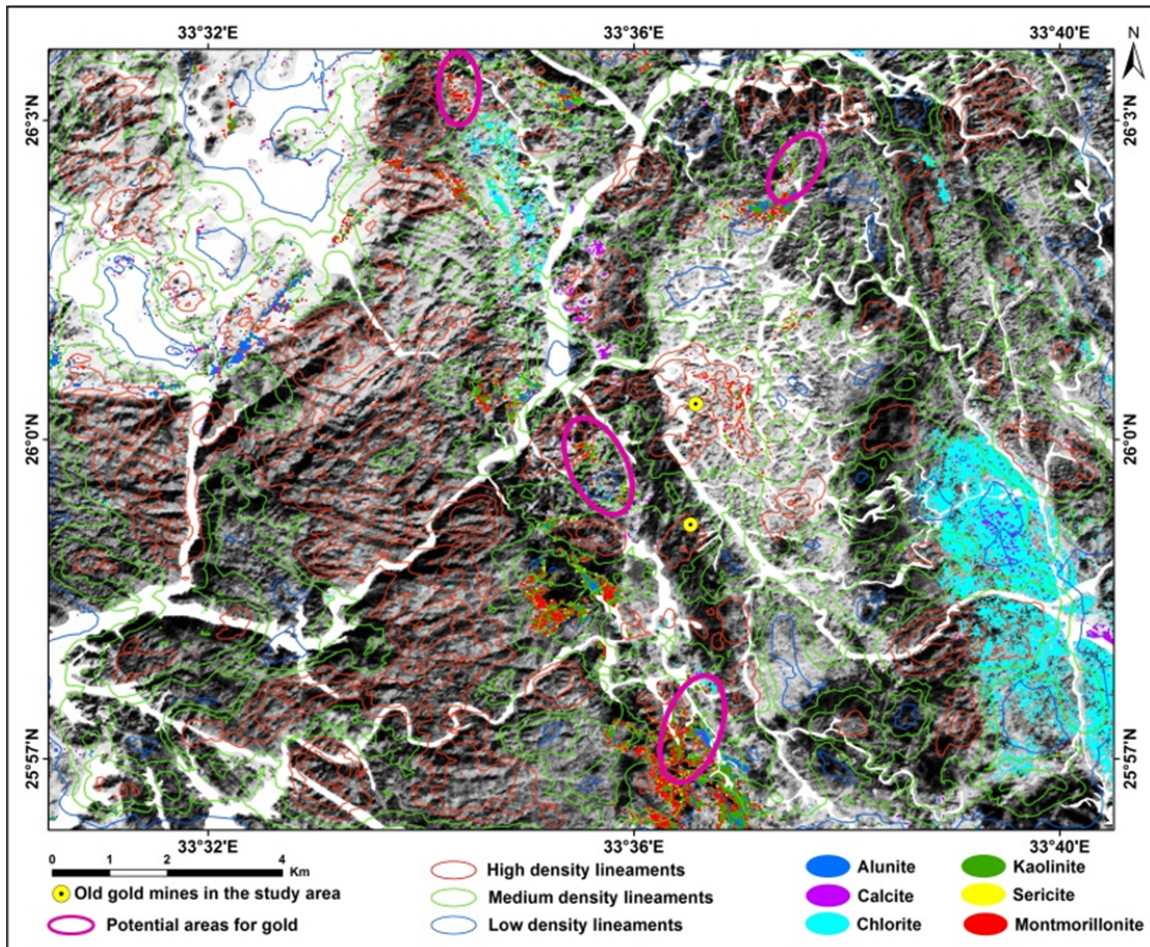 33°32'E 33°36'E 33°40'E
N
26°3'N 26°3'N
26°0'N 26°0'N
25°57'N 25°57'N
33°32'E 33°36'E 33°40'E
0 1 2 4
Km
Old gold mines in the study area
Potential areas for gold
High density lineaments
Medium density lineaments
Low density lineaments
Alunite
Calcite
Chlorite
Kaolinite
Sericite
Montmorillonite